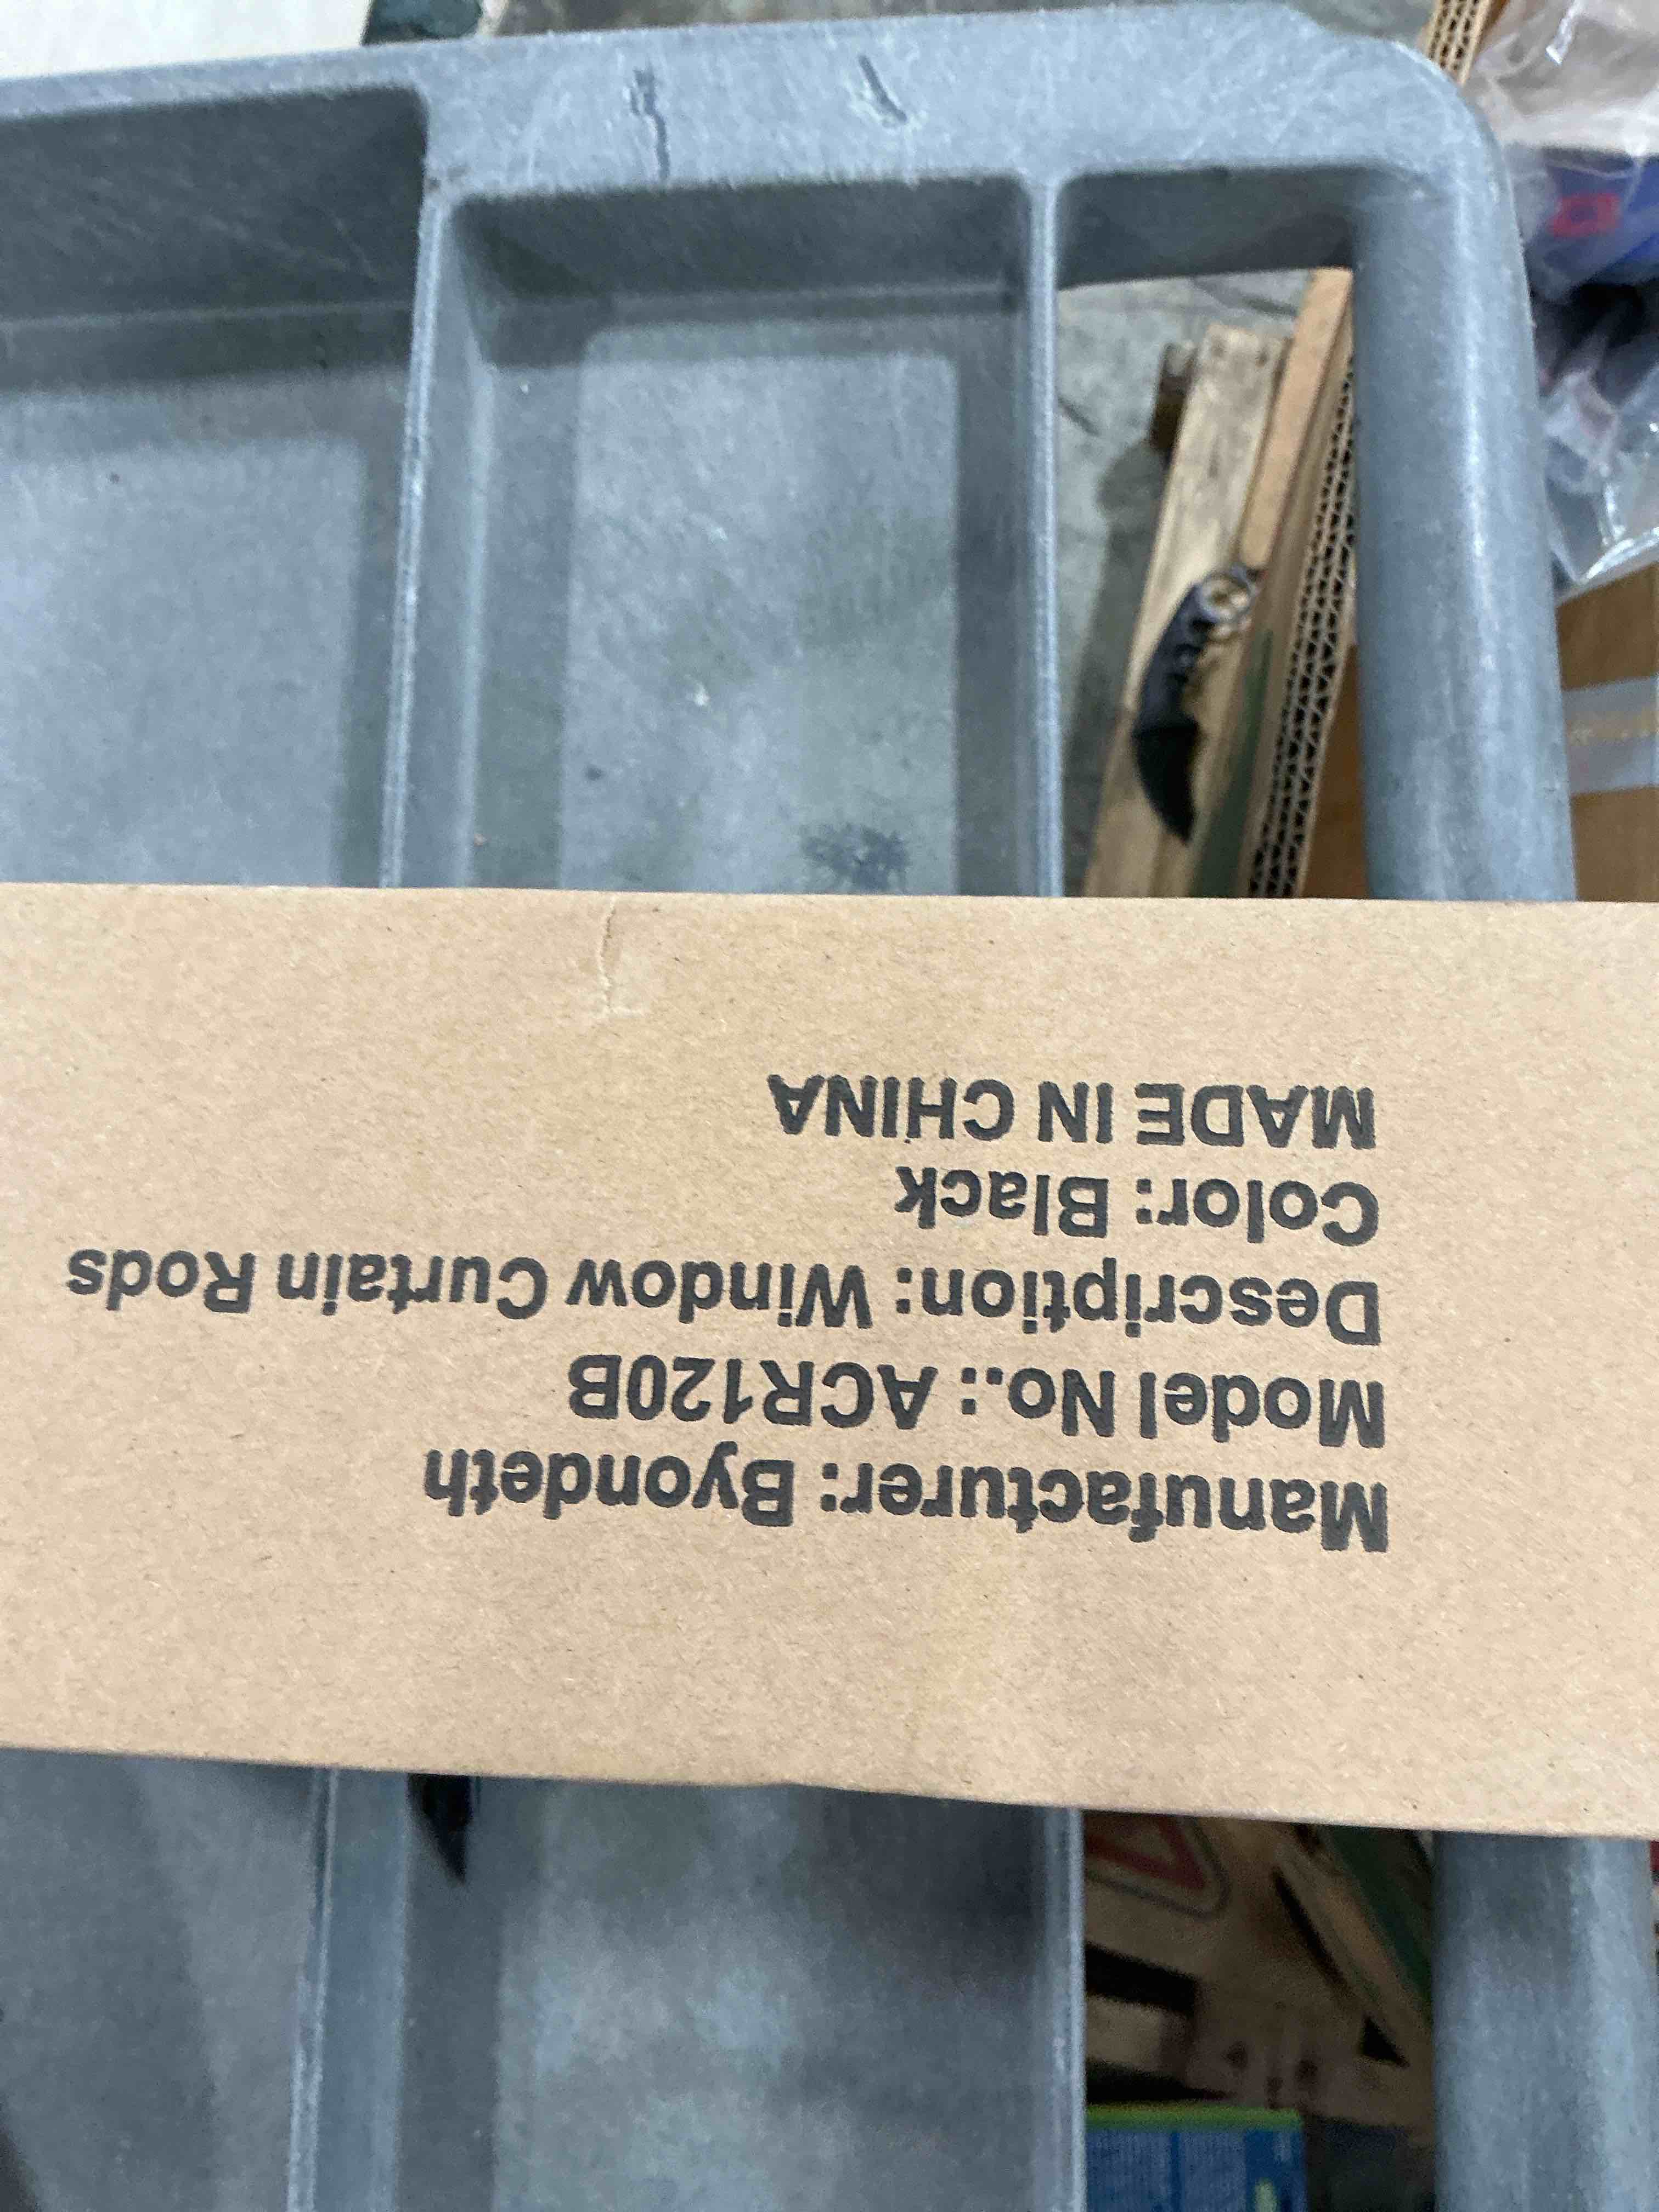 Manufacturer: Byondeth
Model No.: ACR120B
Description: Window Curtain Rods
Color: Black
MADE IN CHINA